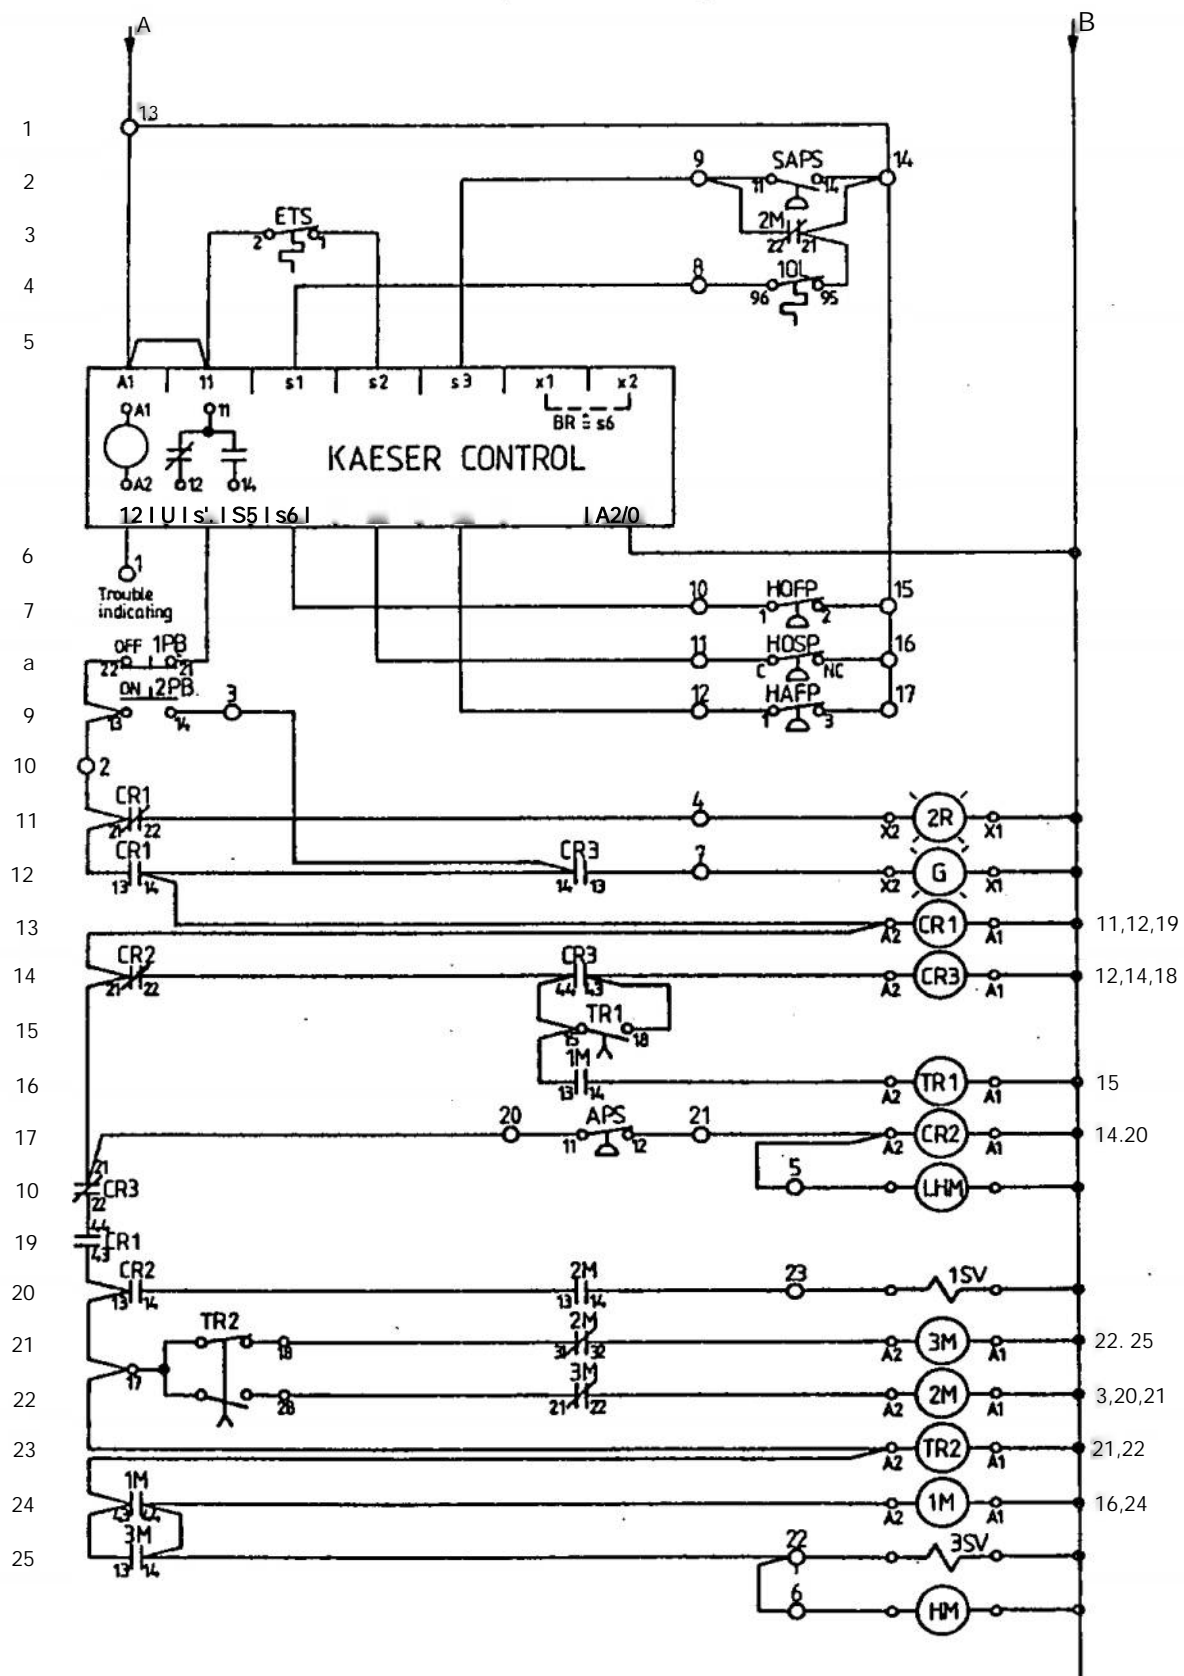 A B
1 13
2 9 SAPS 14
11 14
3 ETS 2M
2 1 22 21
4 8 1OL
96 95
5
A1 11 s1 s2 s3 x1 x2
A1 11 BR ≙ s6
KAESER CONTROL
A2 12 14
12 U s'. S5 s6 A2/0
6 1
Trouble
indicating
7 10 HOFP 15
1 2
OFF 1PB
a 22 21 11 HOSP 16
C NC
ON 2PB.
9 13 14 3 12 HAFP 17
1 3
10 2
CR1
11 21 22 4 X2 2R X1
CR1 CR3
12 13 14 14 13 7 X2 G X1
13 A2 CR1 A1 11,12,19
CR2 CR3
14 21 22 44 43 A2 CR3 A1 12,14,18
15 TR1
15 18
1M
16 13 14 A2 TR1 A1 15
17 20 APS 21
11 12 A2 CR2 A1 14.20
10 21 CR3 22 5 LHM
19 44 CR1 43
CR2 2M
20 13 14 13 14 23 1SV
TR2 2M
21 18 31 32 A2 3M A1 22. 25
17
3M
22 28 21 22 A2 2M A1 3,20,21
23 A2 TR2 A1 21,22
1M
24 43 44 A2 1M A1 16,24
3M
25 13 14 22 3SV
6 HM